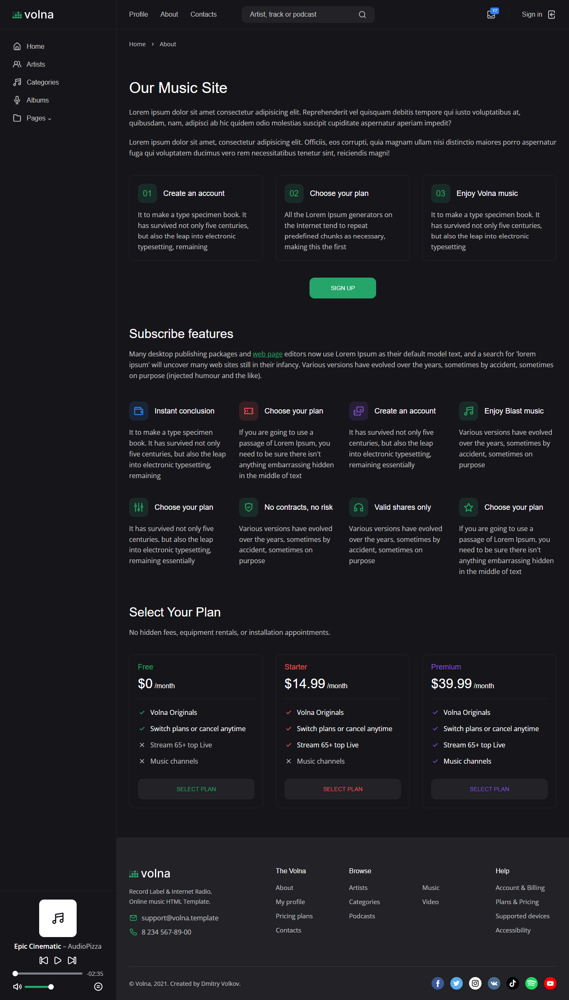 volna
Profile About Contacts Artist, track or podcast 17 Sign in
Home
Artists
Categories
Albums
Pages
Home > About
Our Music Site
Lorem ipsum dolor sit amet consectetur adipisicing elit. Reprehenderit vel quisquam debitis tempore qui iusto voluptatibus at,
quibusdam, nam, adipisci ab hic quidem odio molestias suscipit cupiditate aspernatur aperiam impedit?
Lorem ipsum dolor sit amet, consectetur adipisicing elit. Officiis, eos corrupti, quia magnam ullam nisi distinctio maiores porro aspernatur
fuga qui voluptatem ducimus vero rem necessitatibus tenetur sint, reiciendis magni!
01 Create an account
It to make a type specimen book. It
has survived not only five centuries,
but also the leap into electronic
typesetting, remaining
02 Choose your plan
All the Lorem Ipsum generators on
the Internet tend to repeat
predefined chunks as necessary,
making this the first
03 Enjoy Volna music
It to make a type specimen book. It
has survived not only five centuries,
but also the leap into electronic
typesetting
SIGN UP
Subscribe features
Many desktop publishing packages and web page editors now use Lorem Ipsum as their default model text, and a search for 'lorem
ipsum' will uncover many web sites still in their infancy. Various versions have evolved over the years, sometimes by accident, sometimes
on purpose (injected humour and the like).
Instant conclusion
It to make a type specimen
book. It has survived not only
five centuries, but also the leap
into electronic typesetting,
remaining
Choose your plan
If you are going to use a
passage of Lorem Ipsum, you
need to be sure there isn't
anything embarrassing hidden
in the middle of text
Create an account
It has survived not only five
centuries, but also the leap
into electronic typesetting,
remaining essentially
Enjoy Blast music
Various versions have evolved
over the years, sometimes by
accident, sometimes on
purpose
Choose your plan
It has survived not only five
centuries, but also the leap
into electronic typesetting,
remaining essentially
No contracts, no risk
Various versions have evolved
over the years, sometimes by
accident, sometimes on
purpose
Valid shares only
Various versions have evolved
over the years, sometimes by
accident, sometimes on
purpose
Choose your plan
If you are going to use a
passage of Lorem Ipsum, you
need to be sure there isn't
anything embarrassing hidden
in the middle of text
Select Your Plan
No hidden fees, equipment rentals, or installation appointments.
Free
$0 /month
Volna Originals
Switch plans or cancel anytime
Stream 65+ top Live
Music channels
SELECT PLAN
Starter
$14.99 /month
Volna Originals
Switch plans or cancel anytime
Stream 65+ top Live
Music channels
SELECT PLAN
Premium
$39.99 /month
Volna Originals
Switch plans or cancel anytime
Stream 65+ top Live
Music channels
SELECT PLAN
volna
Record Label & Internet Radio,
Online music HTML Template.
support@volna.template
8 234 567-89-00
The Volna
About
My profile
Pricing plans
Contacts
Browse
Artists
Categories
Podcasts
Music
Video
Help
Account & Billing
Plans & Pricing
Supported devices
Accessibility
Epic Cinematic – AudioPizza
-02:35
© Volna, 2021. Created by Dmitry Volkov.